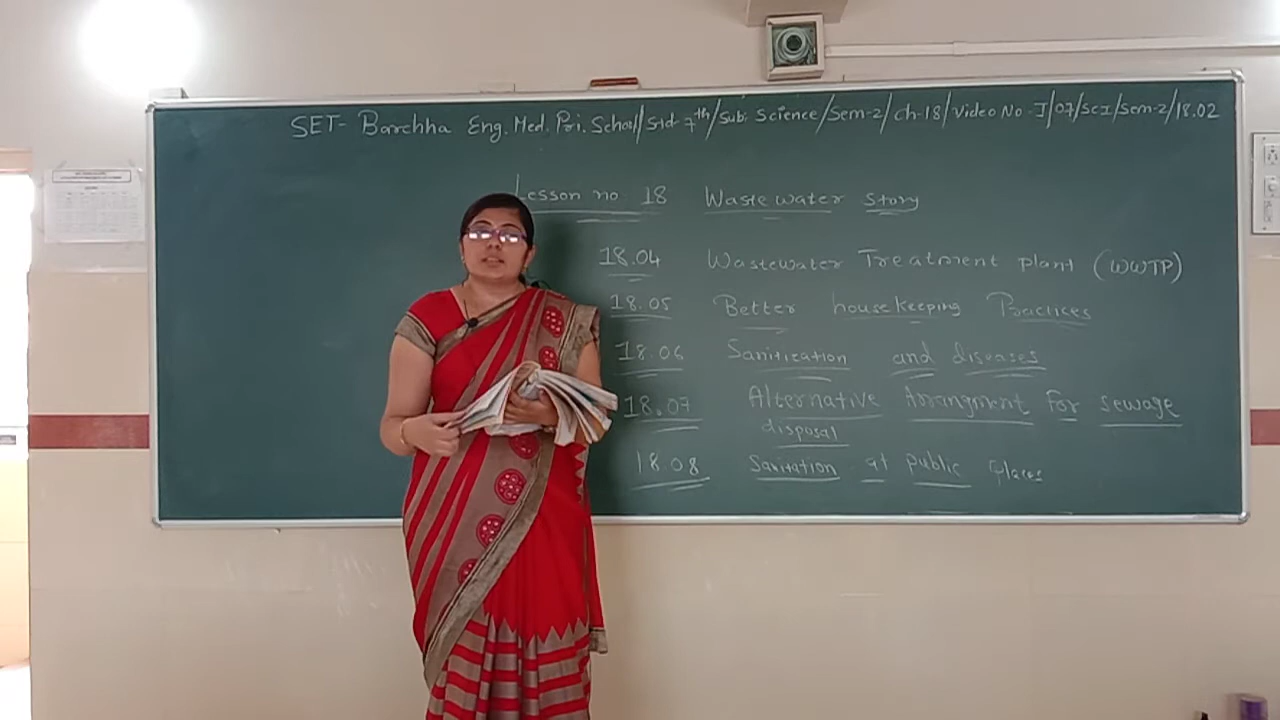 SET- Barchha Eng. Med. Pri. School/Std-7th/Sub: Science/Sem-2/Ch-18/Video No-I/07/SCI/Sem-2/18.02
Lesson no 18 Waste water story
18.04 Wastewater Treatment plant (WWTP)
18.05 Better housekeeping Practices
18.06 Sanitization and diseases
18.07 Alternative Arrangment for sewage
disposal
18.08 Sanitation at public places